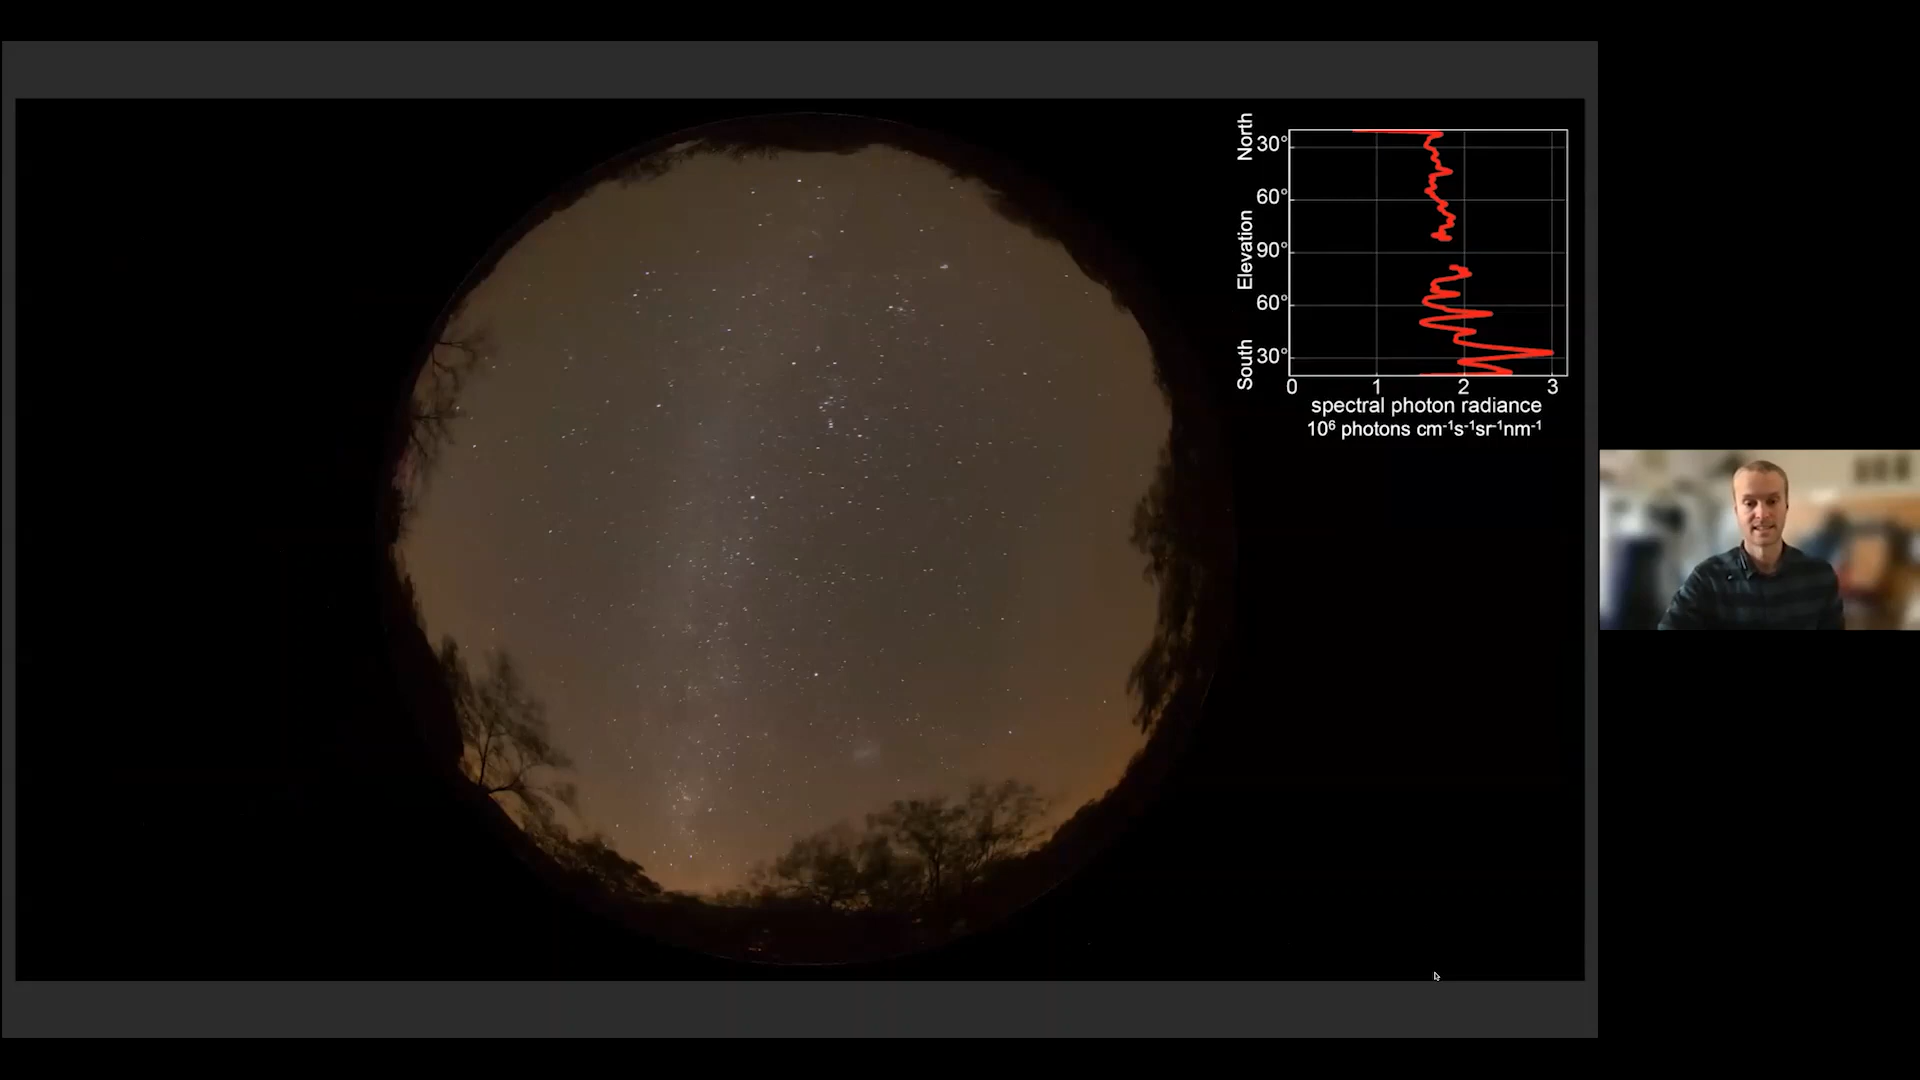 North
30°
60°
Elevation
90°
60°
South
30°
0 1 2 3
spectral photon radiance
10⁶ photons cm⁻¹s⁻¹sr⁻¹nm⁻¹